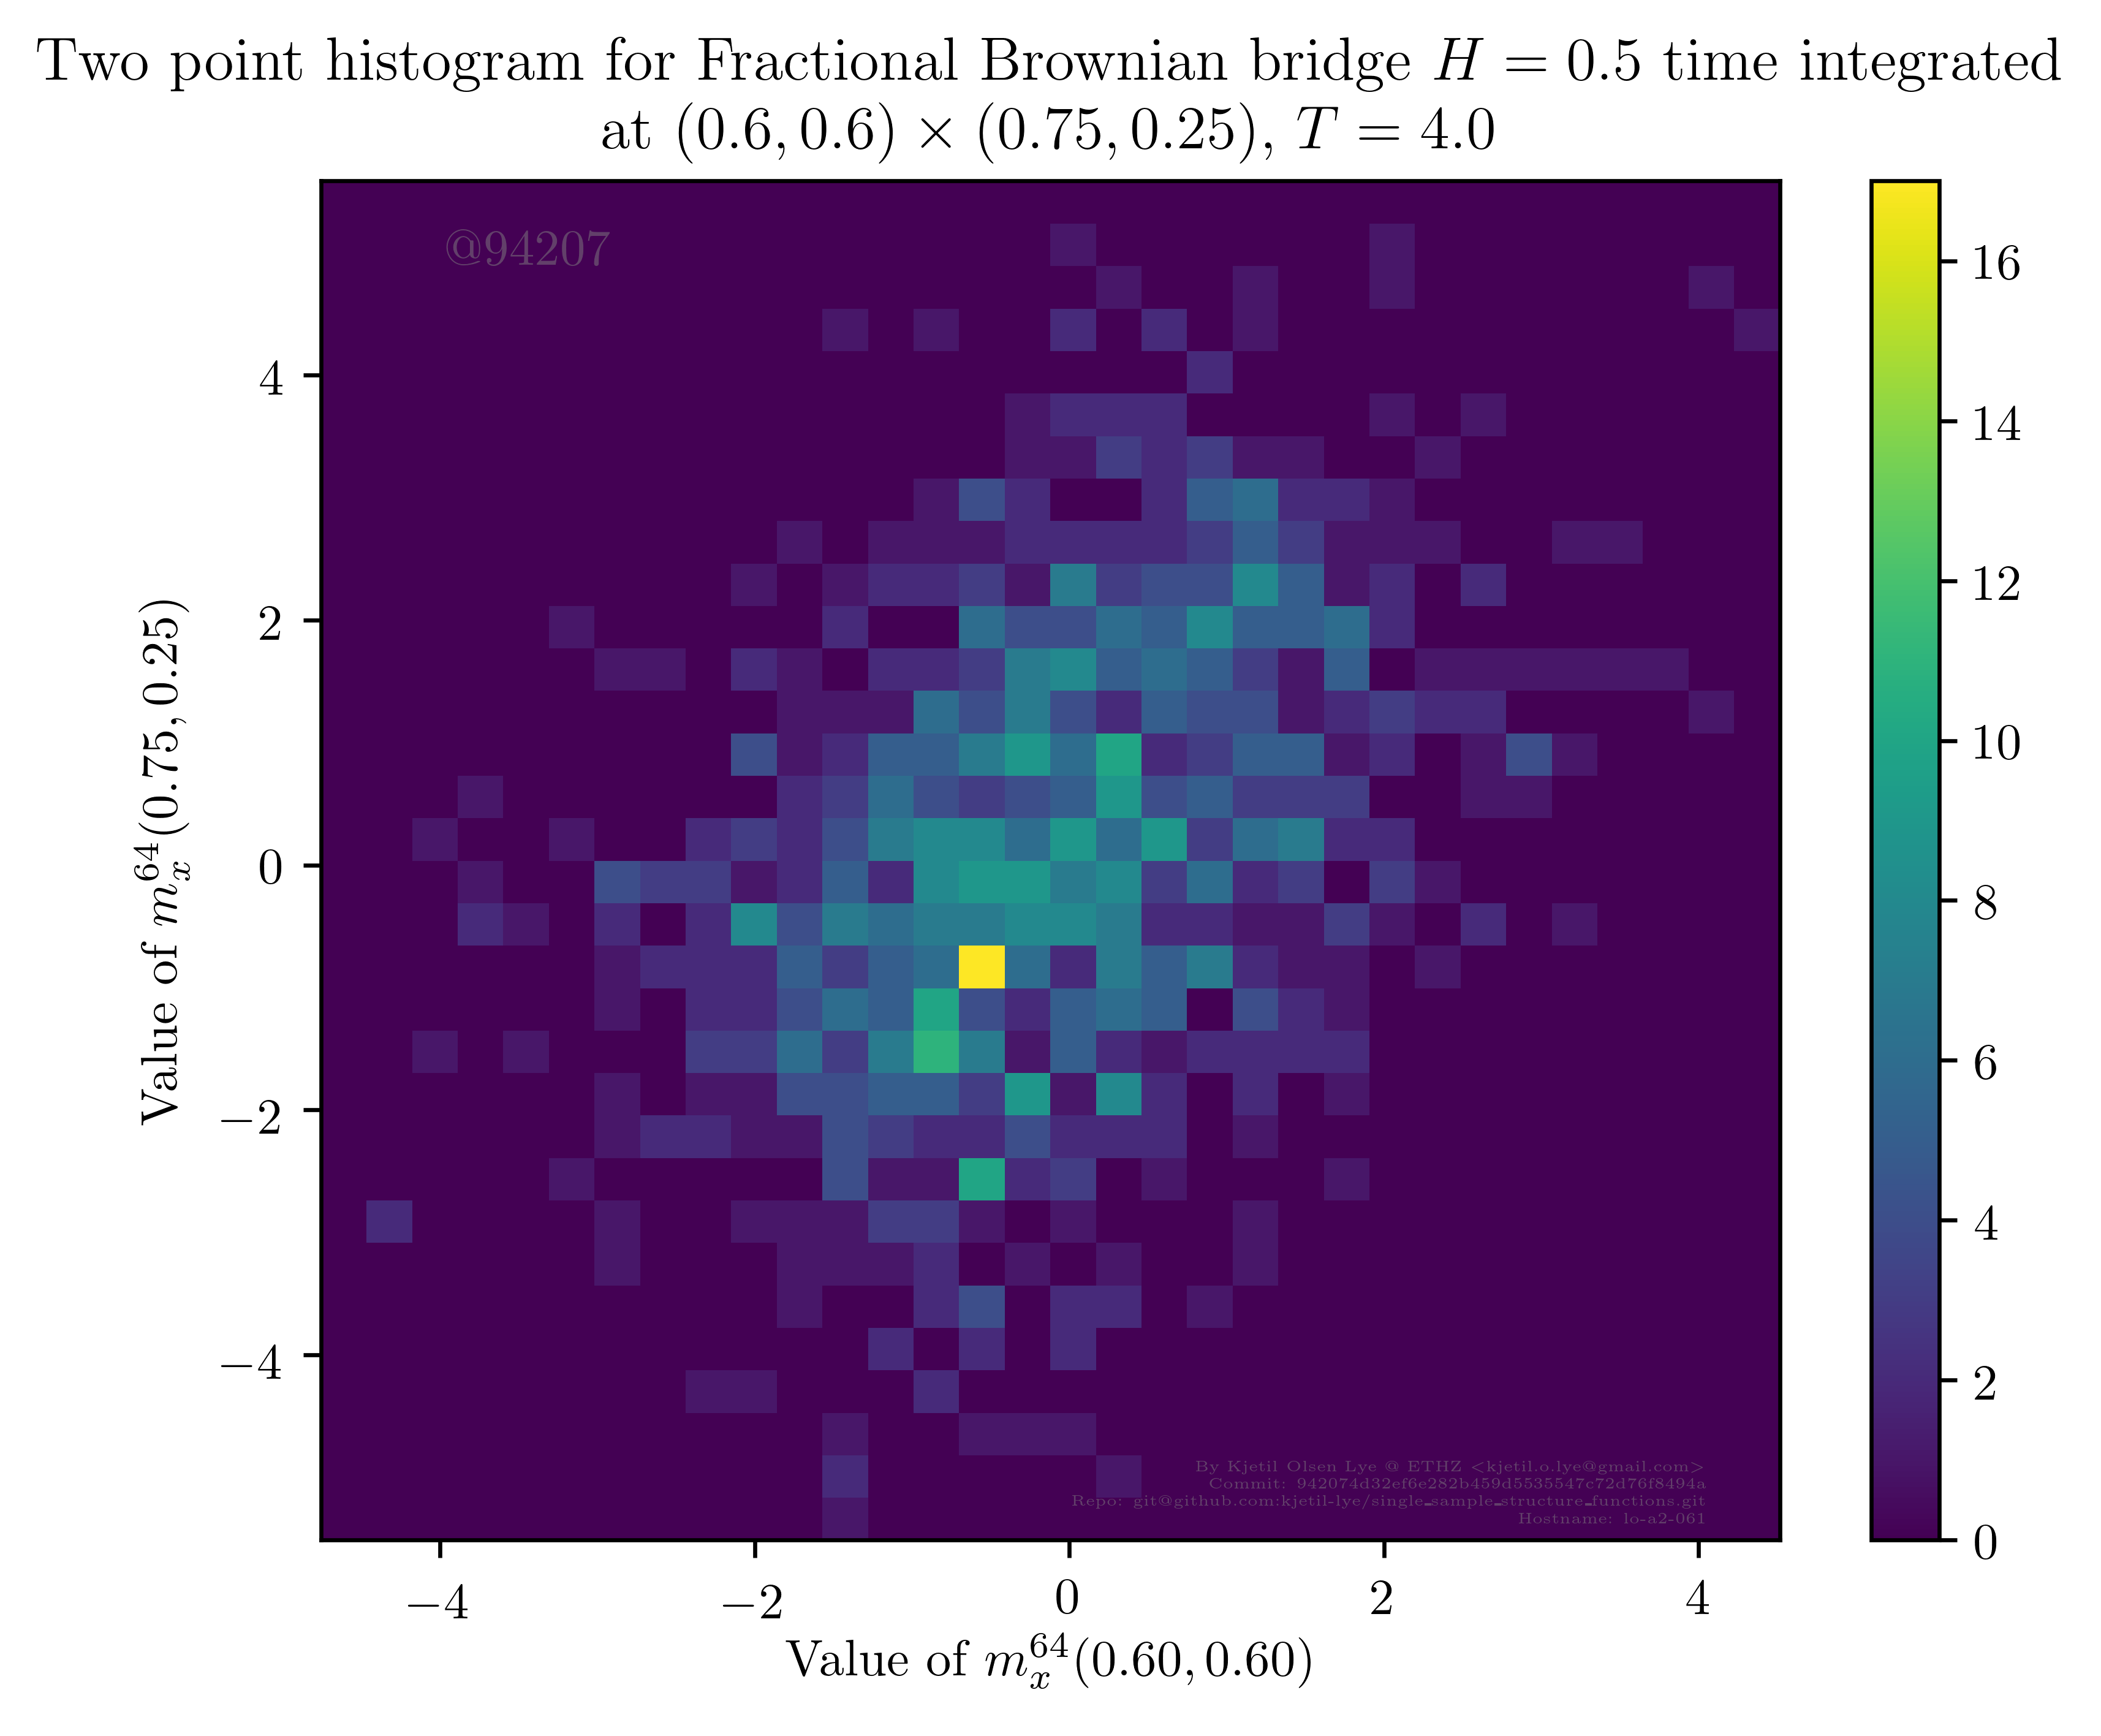 Two point histogram for Fractional Brownian bridge H = 0.5 time integrated
at (0.6, 0.6) × (0.75, 0.25), T = 4.0
@94207
Value of m_x^64(0.75, 0.25)
4
2
0
−2
−4
By Kjetil Olsen Lye @ ETHZ <kjetil.o.lye@gmail.com>
Commit: 942074d32ef6e282b459d5535547c72d76f8494a
Repo: git@github.com:kjetil-lye/single_sample_structure_functions.git
Hostname: lo-a2-061
−4 −2 0 2 4
Value of m_x^64(0.60, 0.60)
16
14
12
10
8
6
4
2
0